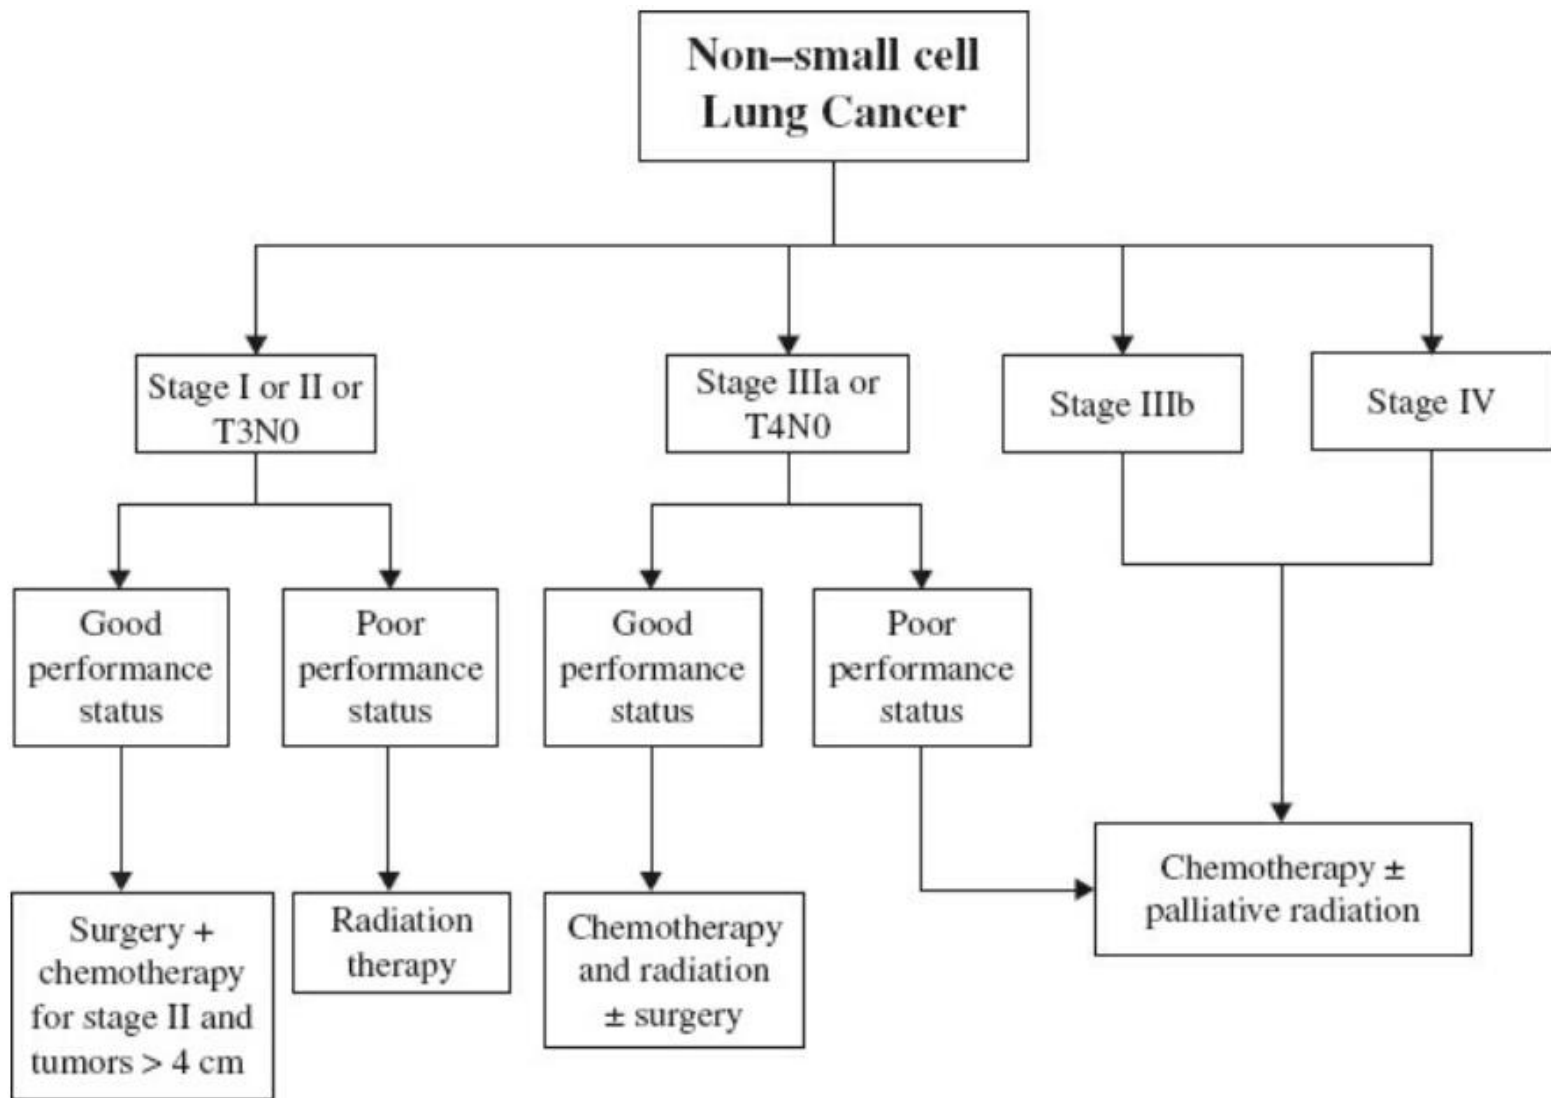 Non–small cell
Lung Cancer
Stage I or II or
T3N0
Stage IIIa or
T4N0
Stage IIIb
Stage IV
Good
performance
status
Poor
performance
status
Good
performance
status
Poor
performance
status
Surgery +
chemotherapy
for stage II and
tumors > 4 cm
Radiation
therapy
Chemotherapy
and radiation
± surgery
Chemotherapy ±
palliative radiation